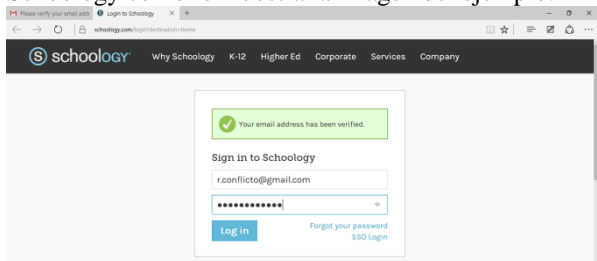 Please verify your email add Login to Schoology
schoology.com/login?destination=home
S schoology Why Schoology K-12 Higher Ed Corporate Services Company
Your email address has been verified.
Sign in to Schoology
r.conflicto@gmail.com
••••••••••••
Log in Forgot your password
SSO Login